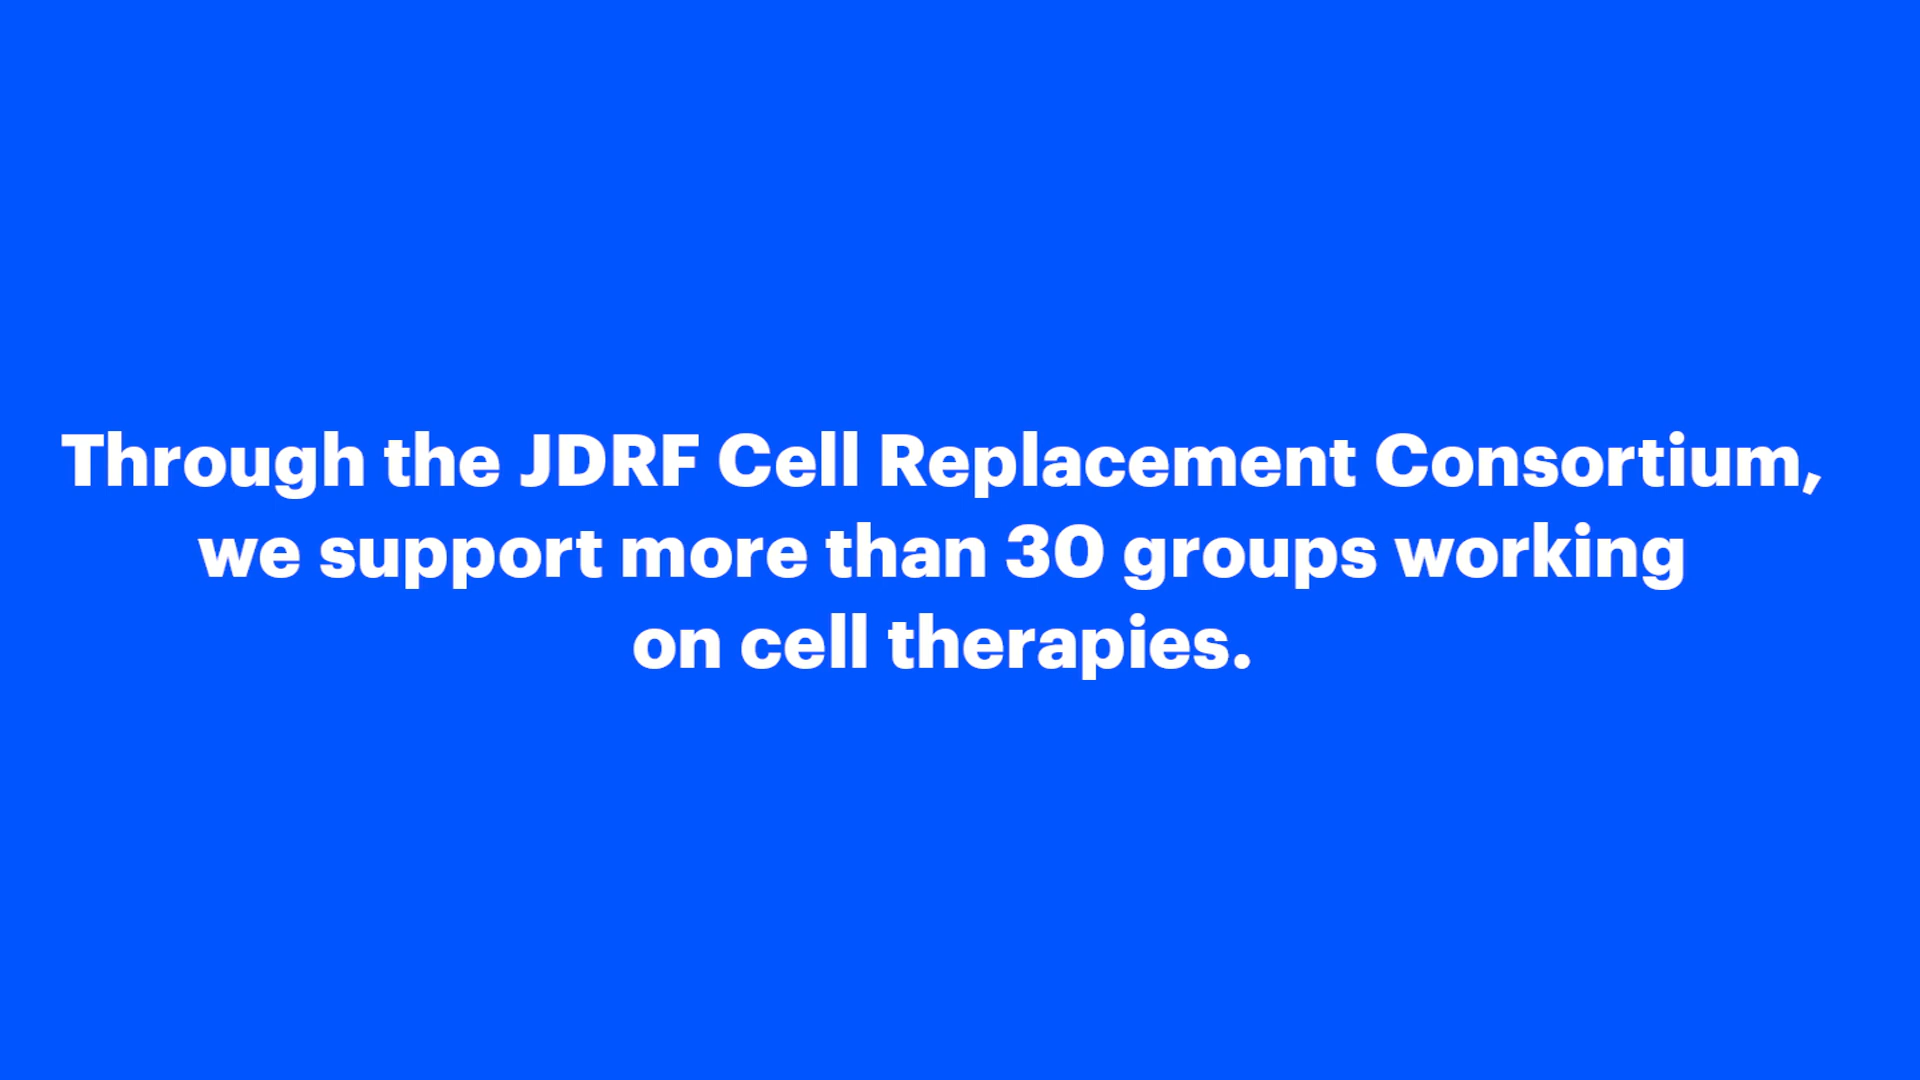 Through the JDRF Cell Replacement Consortium,
we support more than 30 groups working
on cell therapies.